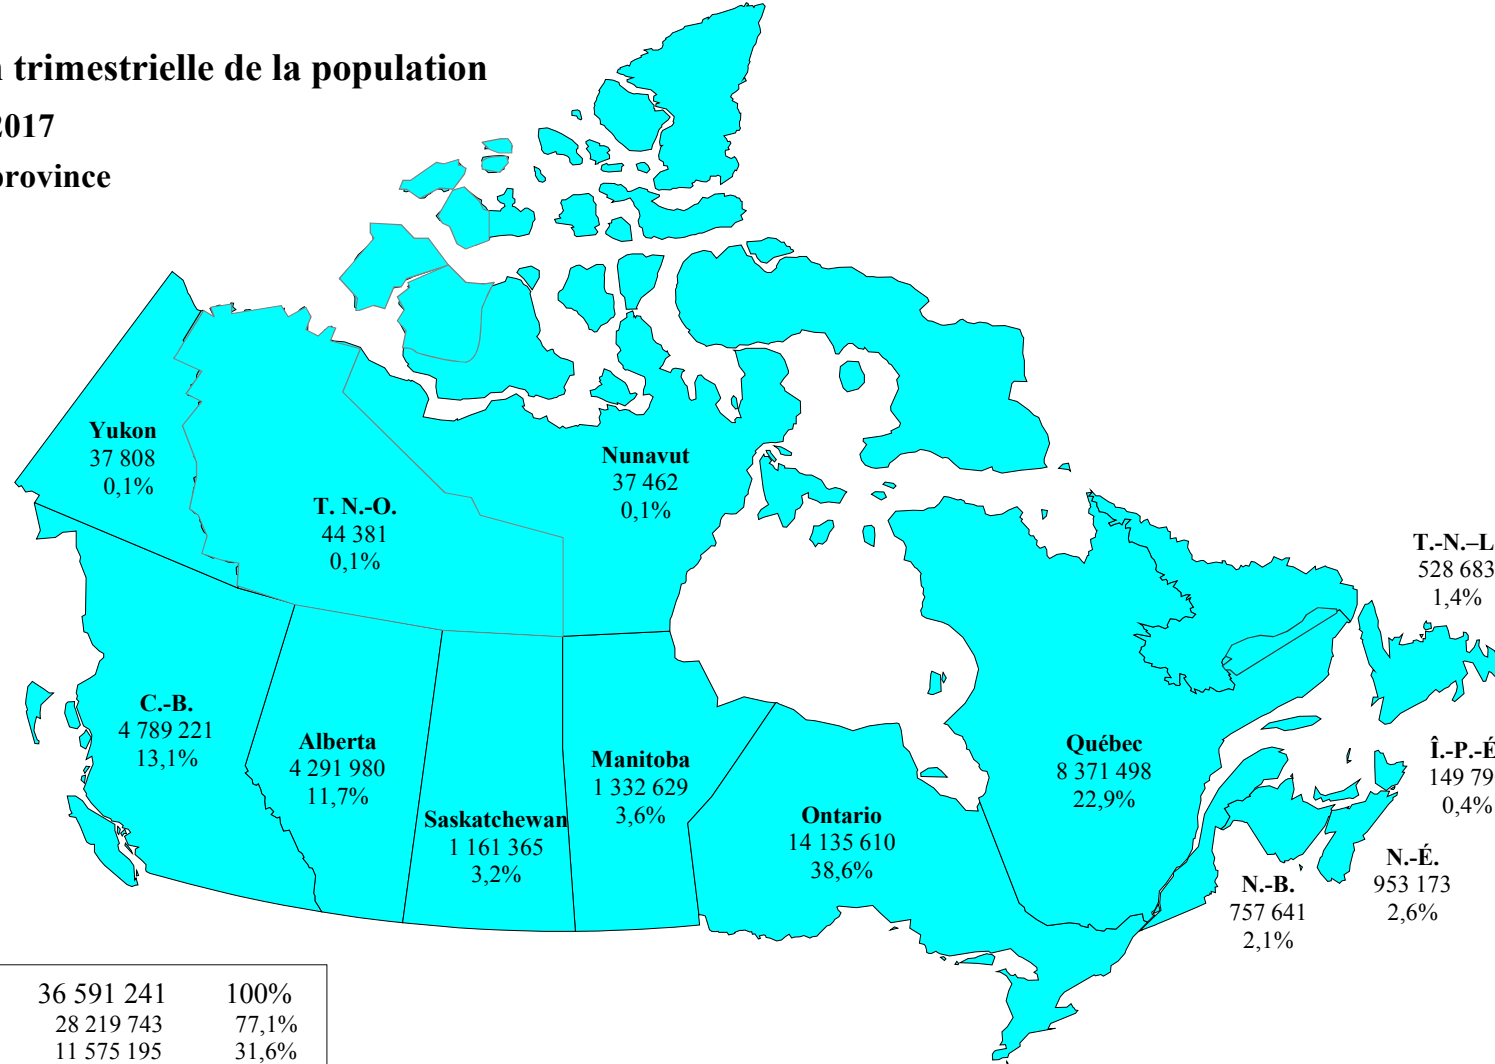 trimestrielle de la population
2017
province
Yukon
37 808
0,1%
T. N.-O.
44 381
0,1%
Nunavut
37 462
0,1%
T.-N.–L
528 683
1,4%
C.-B.
4 789 221
13,1%
Alberta
4 291 980
11,7%
Saskatchewan
1 161 365
3,2%
Manitoba
1 332 629
3,6%
Ontario
14 135 610
38,6%
Québec
8 371 498
22,9%
Î.-P.-É
149 79
0,4%
N.-É.
953 173
2,6%
N.-B.
757 641
2,1%
36 591 241 100%
28 219 743 77,1%
11 575 195 31,6%